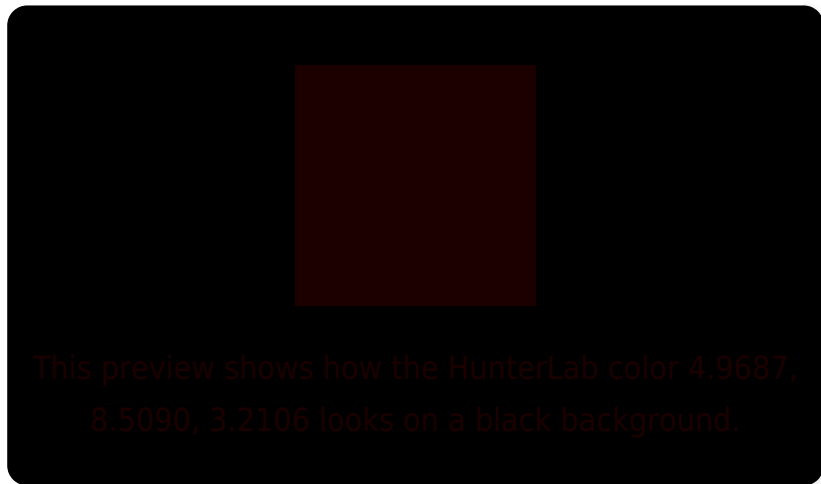 This preview shows how the HunterLab color 4.9687,
8.5090, 3.2106 looks on a black background.